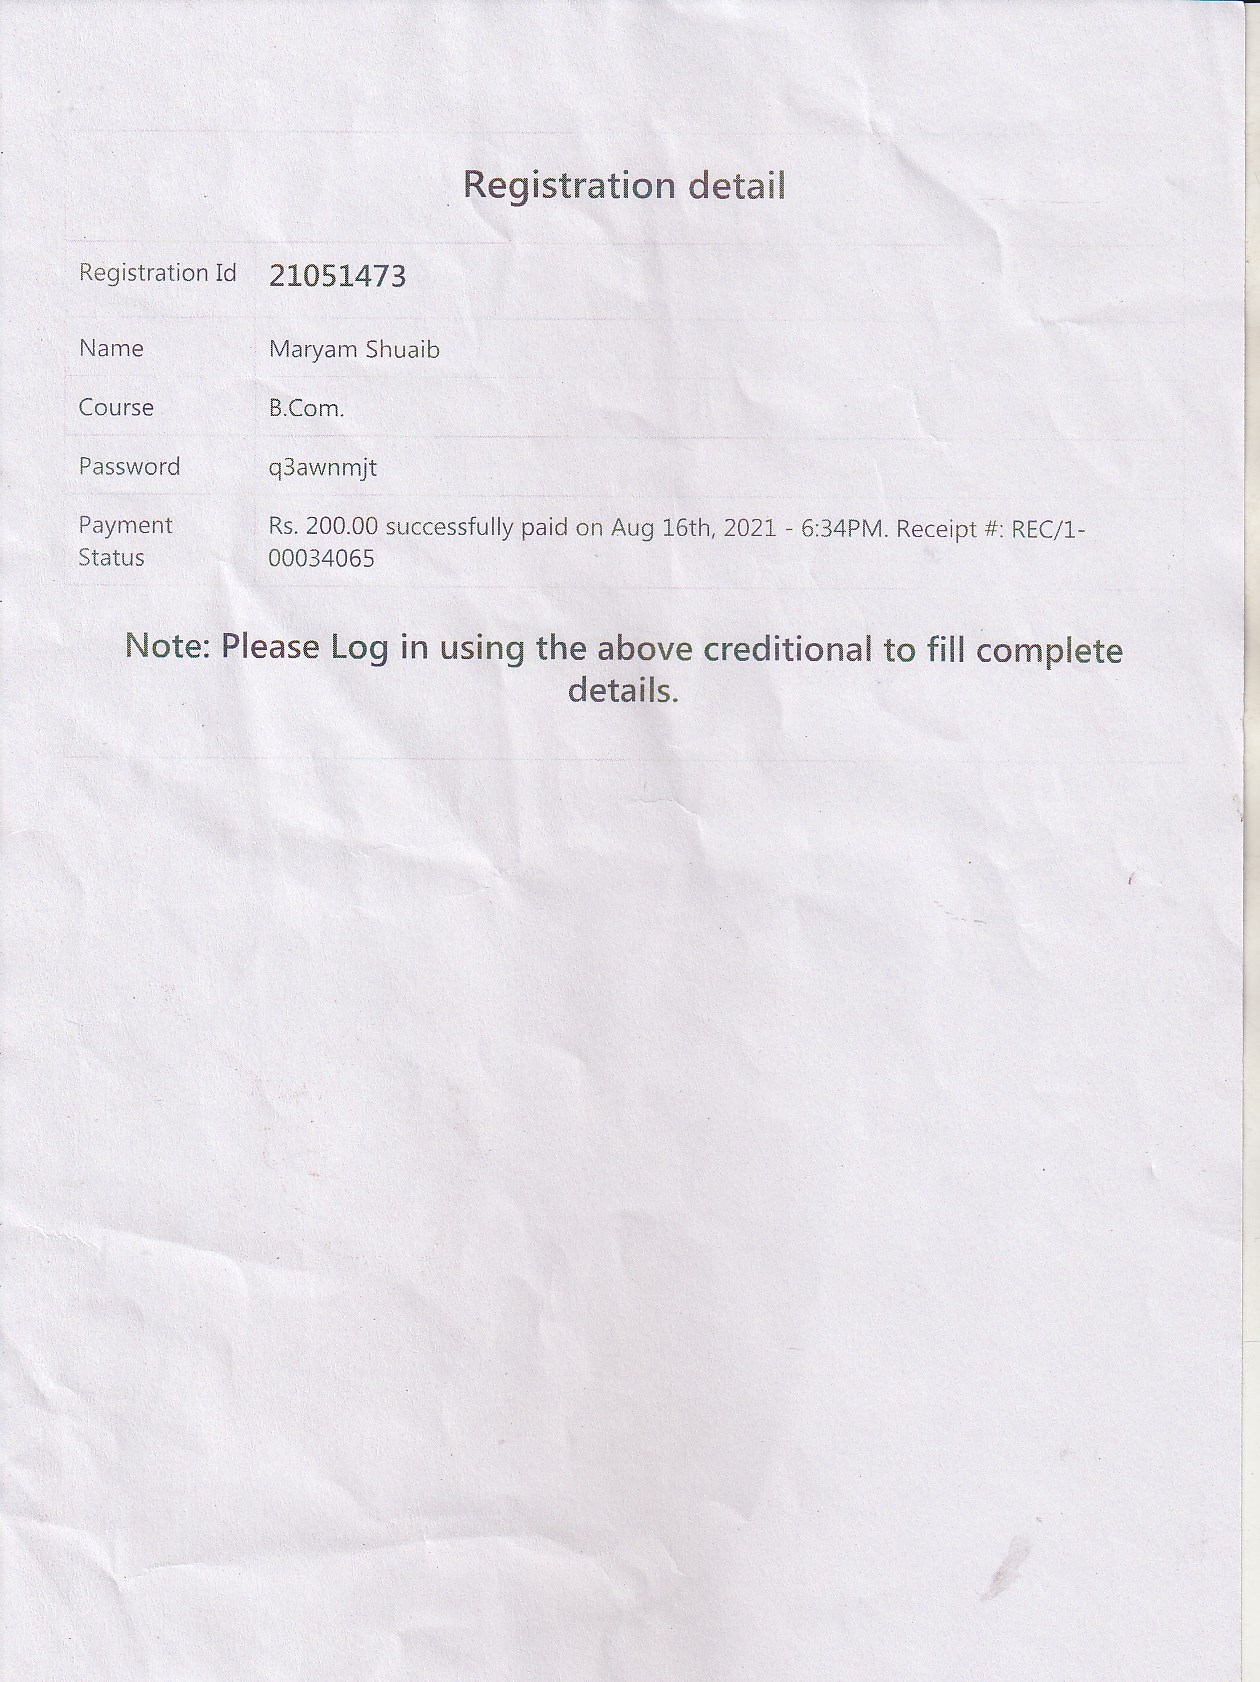 Registration detail
Registration Id 21051473
Name Maryam Shuaib
Course B.Com.
Password q3awnmjt
Payment Rs. 200.00 successfully paid on Aug 16th, 2021 - 6:34PM. Receipt #: REC/1-
Status 00034065
Note: Please Log in using the above creditional to fill complete
details.